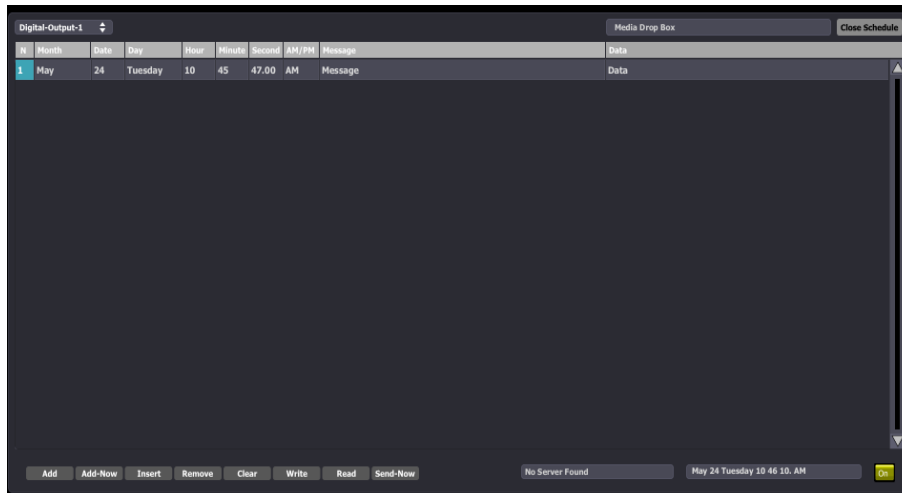 Digital-Output-1 Media Drop Box Close Schedule
N Month Date Day Hour Minute Second AM/PM Message Data
1 May 24 Tuesday 10 45 47.00 AM Message Data
Add Add-Now Insert Remove Clear Write Read Send-Now No Server Found May 24 Tuesday 10 46 10. AM On